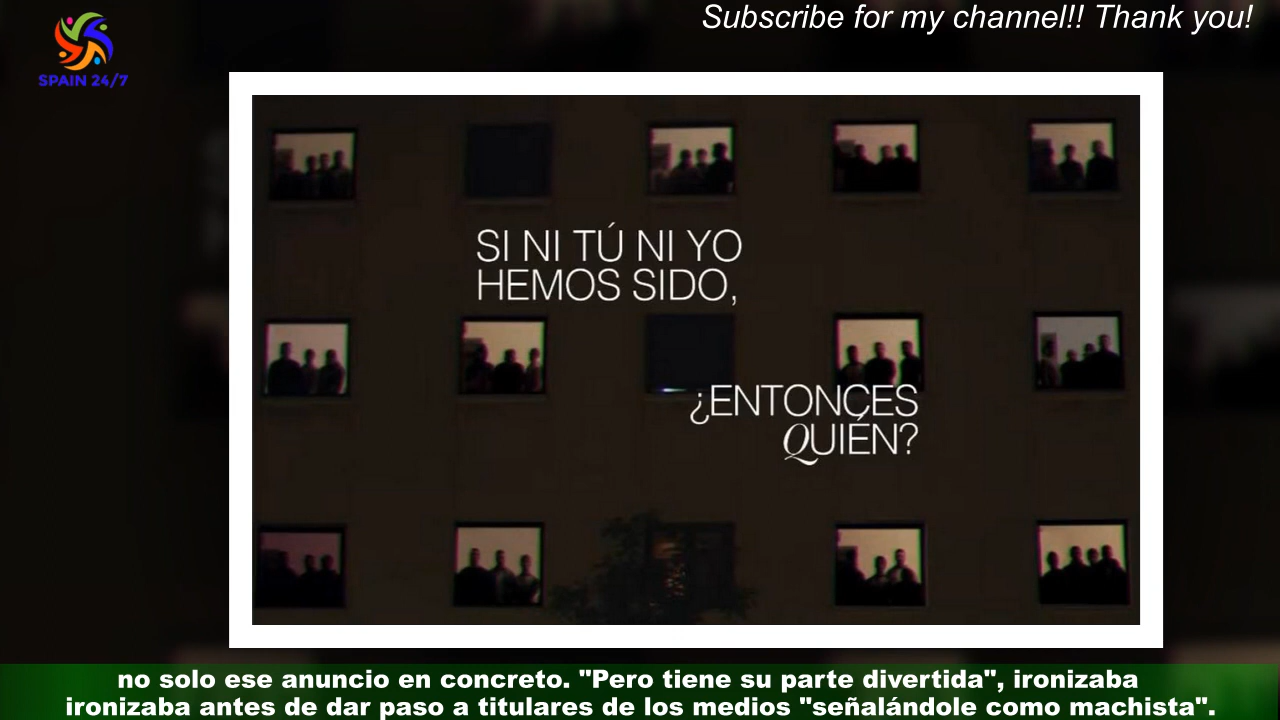 Subscribe for my channel!! Thank you!
SPAIN 24/7
SI NI TÚ NI YO
HEMOS SIDO,
¿ENTONCES
QUIÉN?
no solo ese anuncio en concreto. "Pero tiene su parte divertida", ironizaba
ironizaba antes de dar paso a titulares de los medios "señalándole como machista".